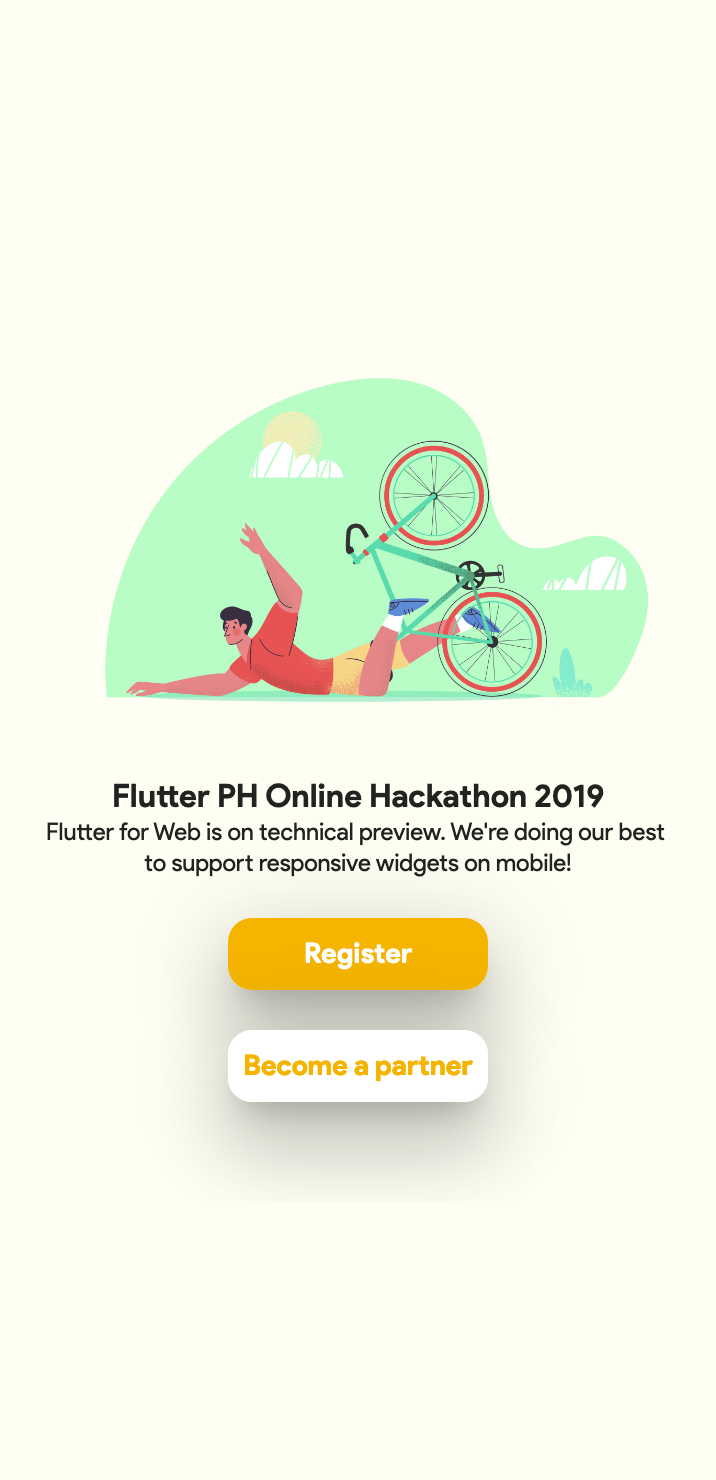 Flutter PH Online Hackathon 2019
Flutter for Web is on technical preview. We're doing our best
to support responsive widgets on mobile!
Register
Become a partner